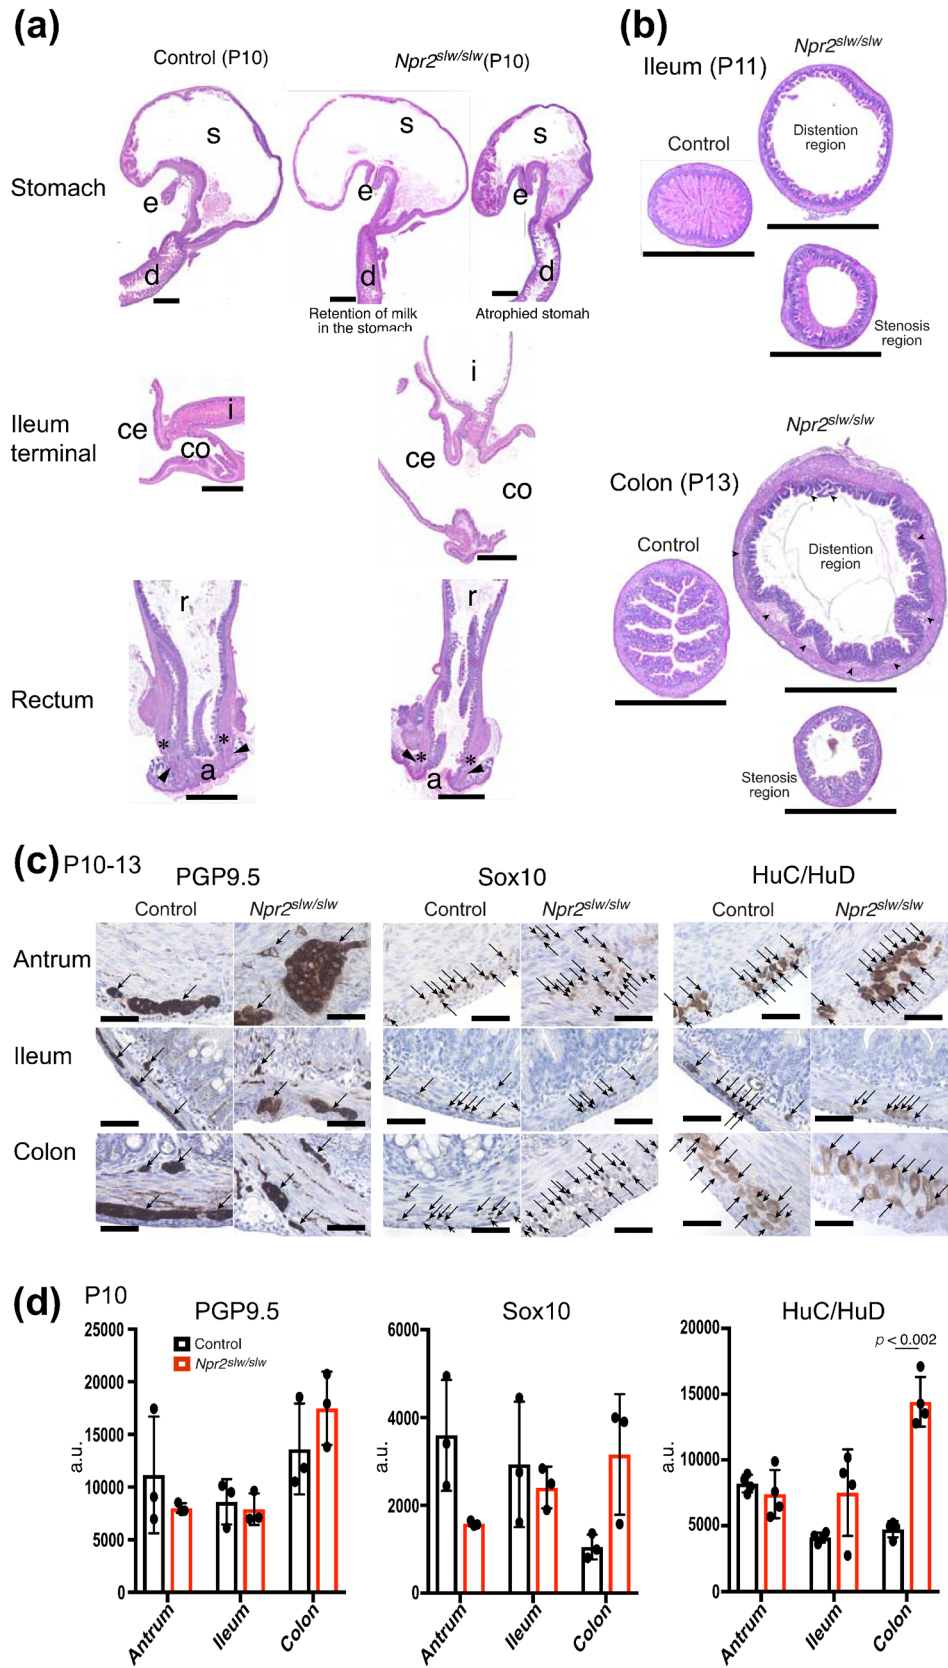 (a)
Control (P10)
Npr2slw/slw(P10)
Stomach
s
e
d
s
e
d
s
e
d
Retention of milk
in the stomach
Atrophied stomah
Ileum
terminal
ce
i
co
i
ce
co
Rectum
r
*
*
a
r
*
*
a
(b)
Ileum (P11)
Npr2slw/slw
Control
Distention
region
Stenosis
region
Npr2slw/slw
Colon (P13)
Control
Distention
region
Stenosis
region
(c) P10-13
PGP9.5
Sox10
HuC/HuD
Control
Npr2slw/slw
Control
Npr2slw/slw
Control
Npr2slw/slw
Antrum
Ileum
Colon
(d)
P10
PGP9.5
Control
Npr2slw/slw
a.u.
25000
20000
15000
10000
5000
0
Antrum
Ileum
Colon
Sox10
a.u.
6000
4000
2000
0
Antrum
Ileum
Colon
HuC/HuD
p < 0.002
a.u.
20000
15000
10000
5000
0
Antrum
Ileum
Colon